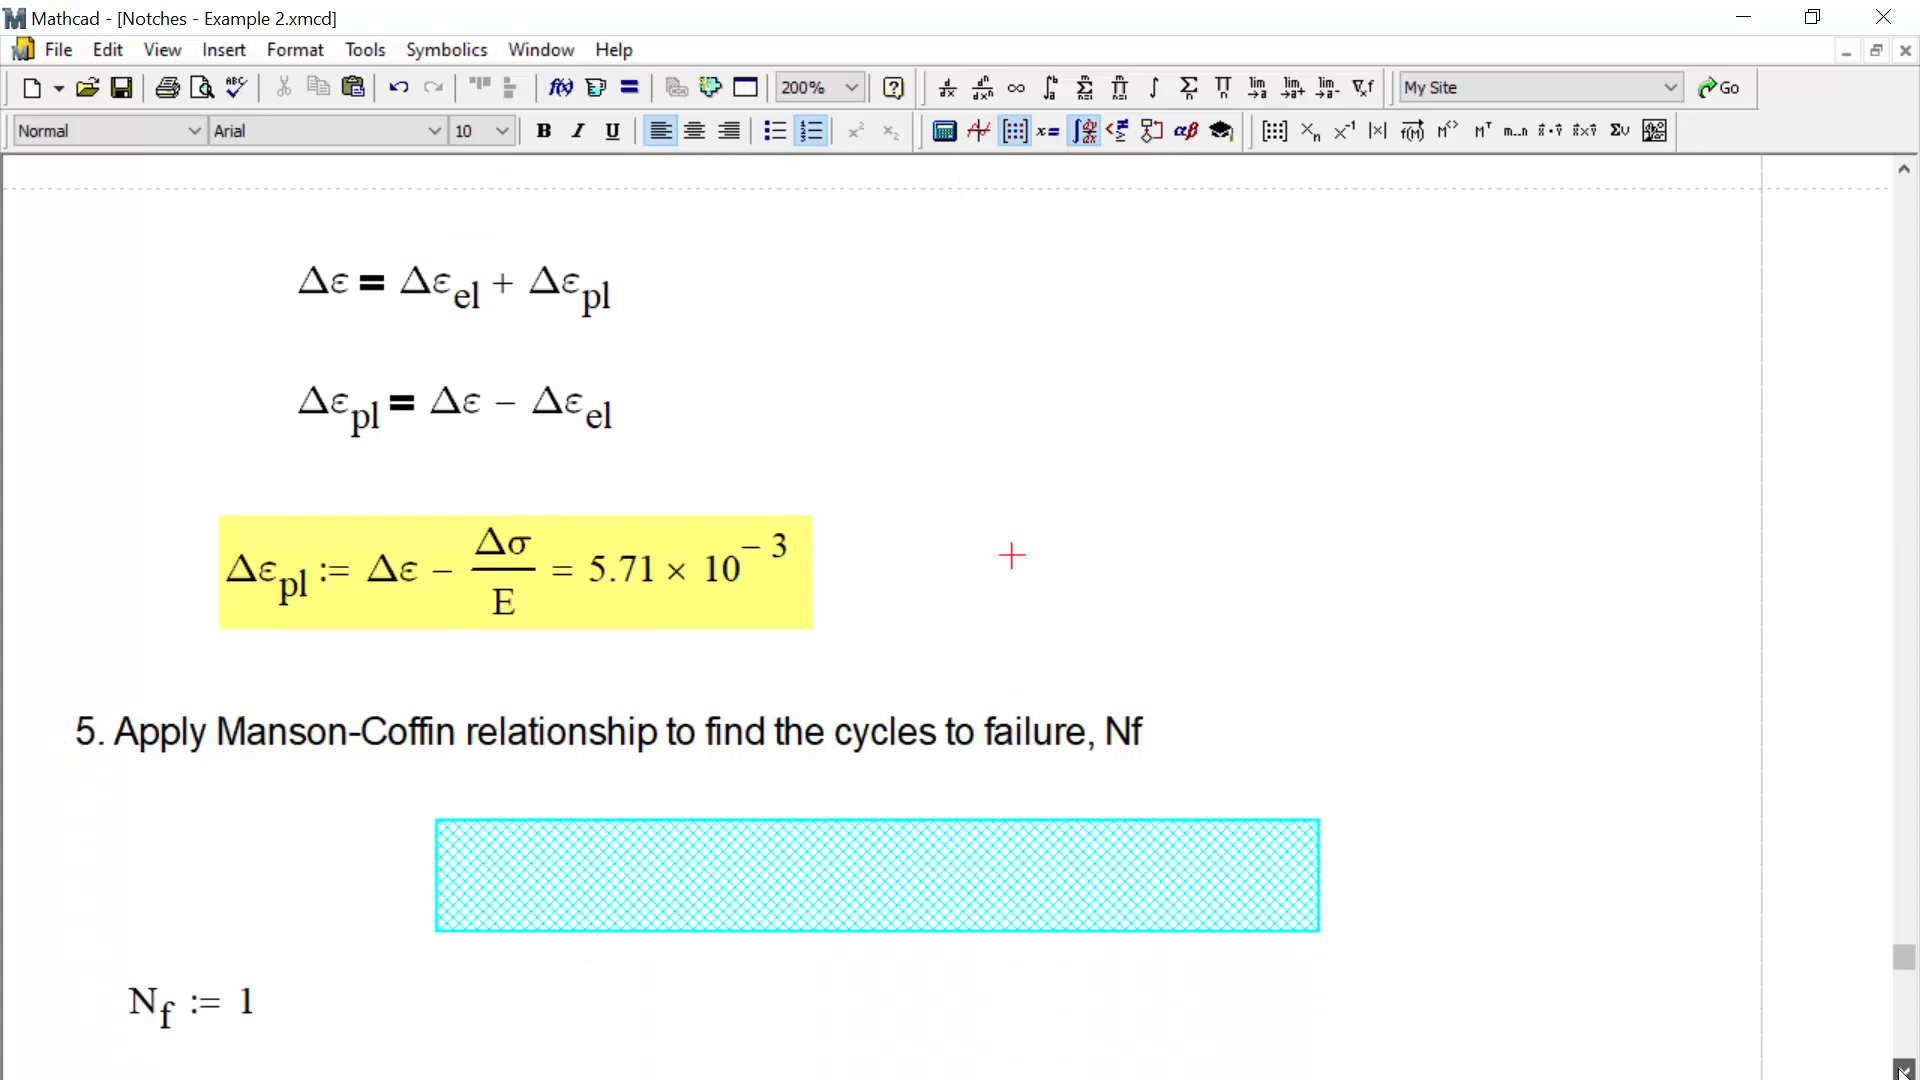 Mathcad - [Notches - Example 2.xmcd]
File Edit View Insert Format Tools Symbolics Window Help
200% My Site Go
Normal Arial 10 B I U
Δε = Δε_el + Δε_pl
Δε_pl = Δε − Δε_el
Δε_pl := Δε − Δσ/E = 5.71 × 10^−3
5. Apply Manson-Coffin relationship to find the cycles to failure, Nf
N_f := 1